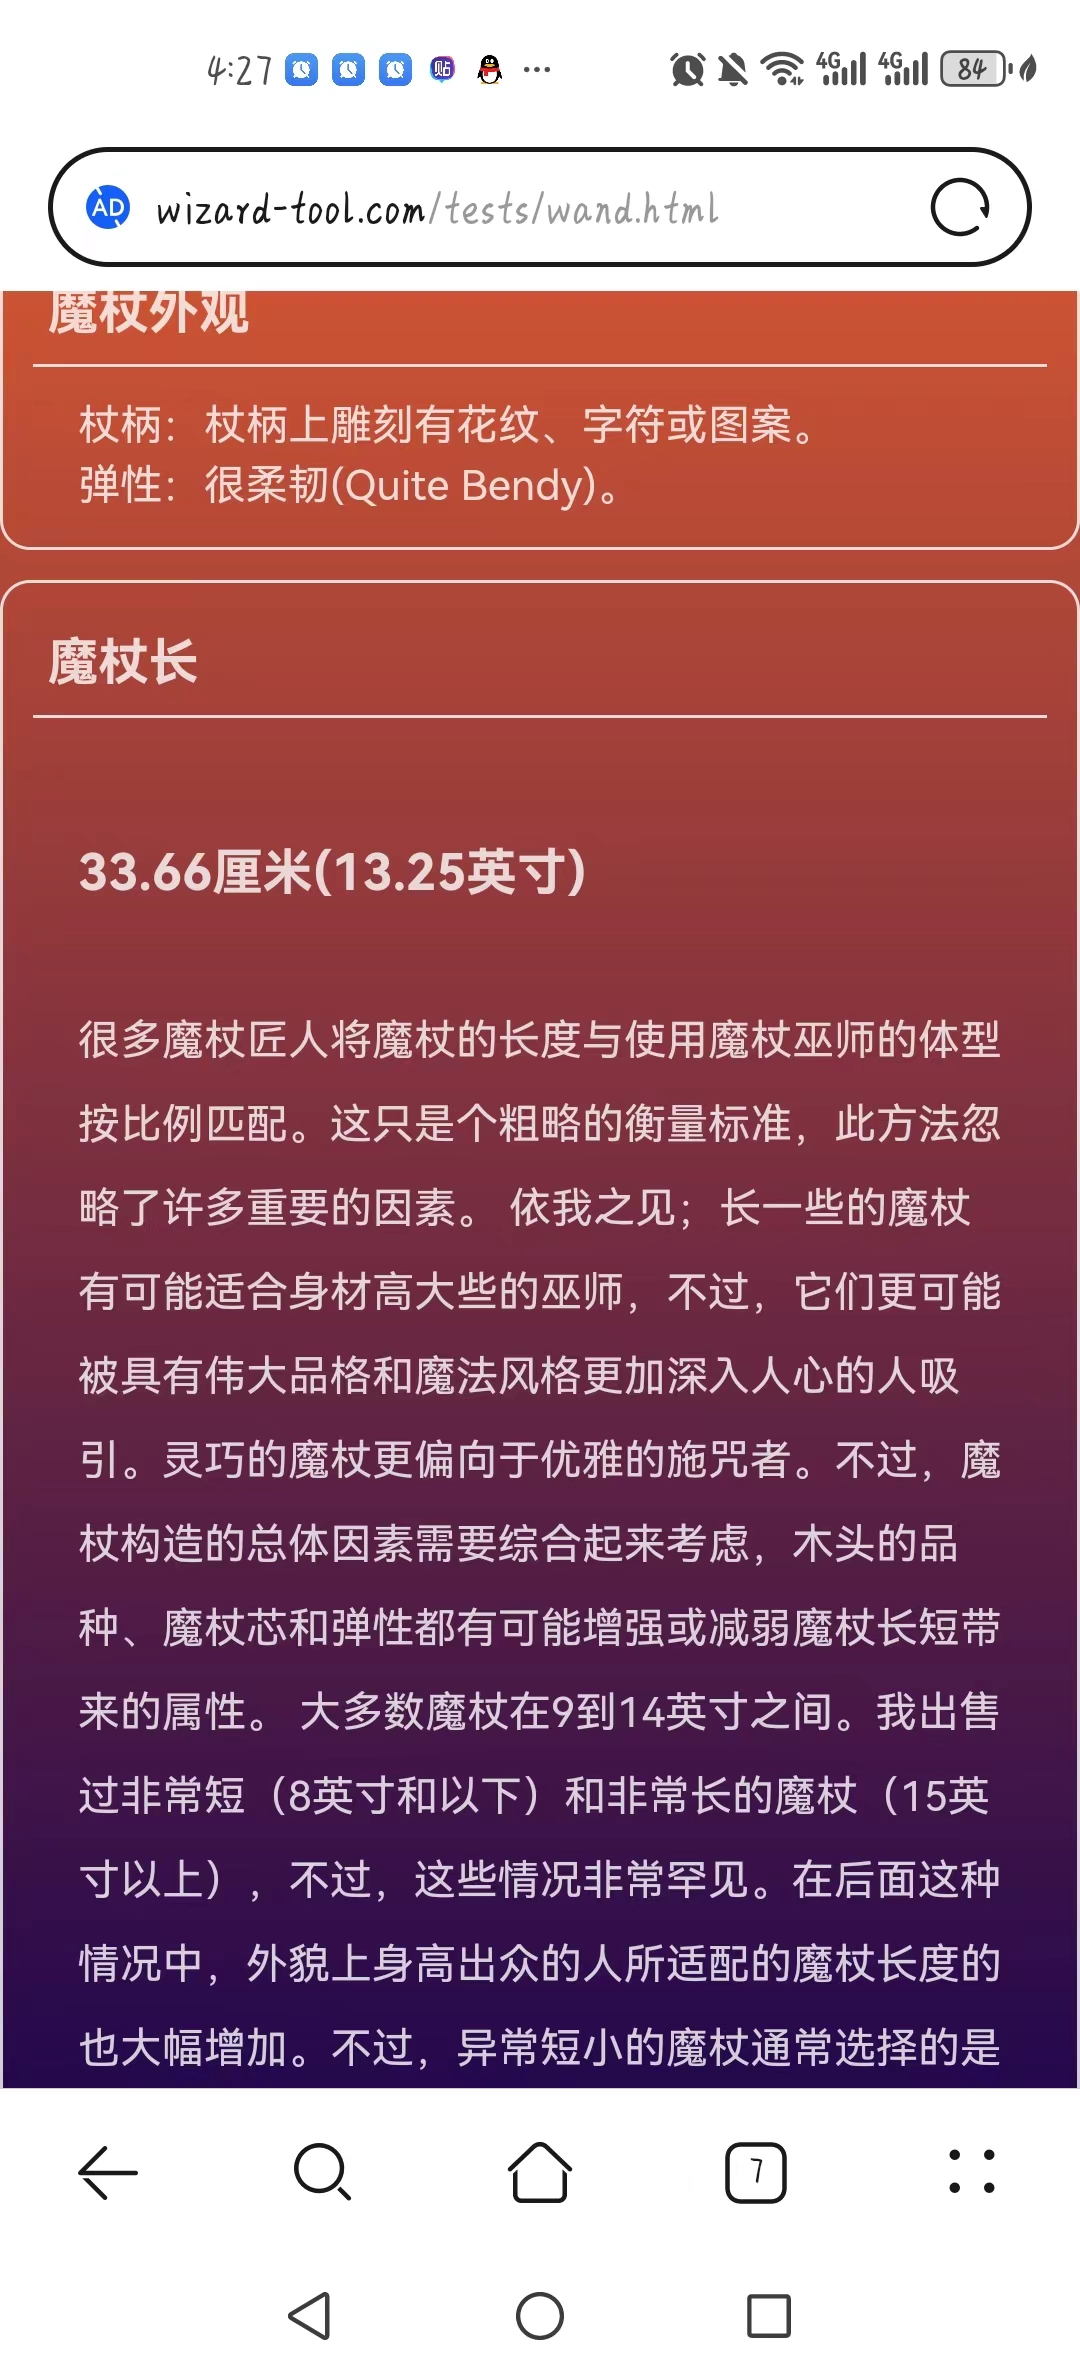 4:27
贴
4G 4G 84
AD wizard-tool.com/tests/wand.html
魔杖外观
杖柄：杖柄上雕刻有花纹、字符或图案。
弹性：很柔韧(Quite Bendy)。
魔杖长
33.66厘米(13.25英寸)
很多魔杖匠人将魔杖的长度与使用魔杖巫师的体型
按比例匹配。这只是个粗略的衡量标准，此方法忽
略了许多重要的因素。 依我之见；长一些的魔杖
有可能适合身材高大些的巫师，不过，它们更可能
被具有伟大品格和魔法风格更加深入人心的人吸
引。灵巧的魔杖更偏向于优雅的施咒者。不过，魔
杖构造的总体因素需要综合起来考虑，木头的品
种、魔杖芯和弹性都有可能增强或减弱魔杖长短带
来的属性。 大多数魔杖在9到14英寸之间。我出售
过非常短（8英寸和以下）和非常长的魔杖（15英
寸以上），不过，这些情况非常罕见。在后面这种
情况中，外貌上身高出众的人所适配的魔杖长度的
也大幅增加。不过，异常短小的魔杖通常选择的是
7